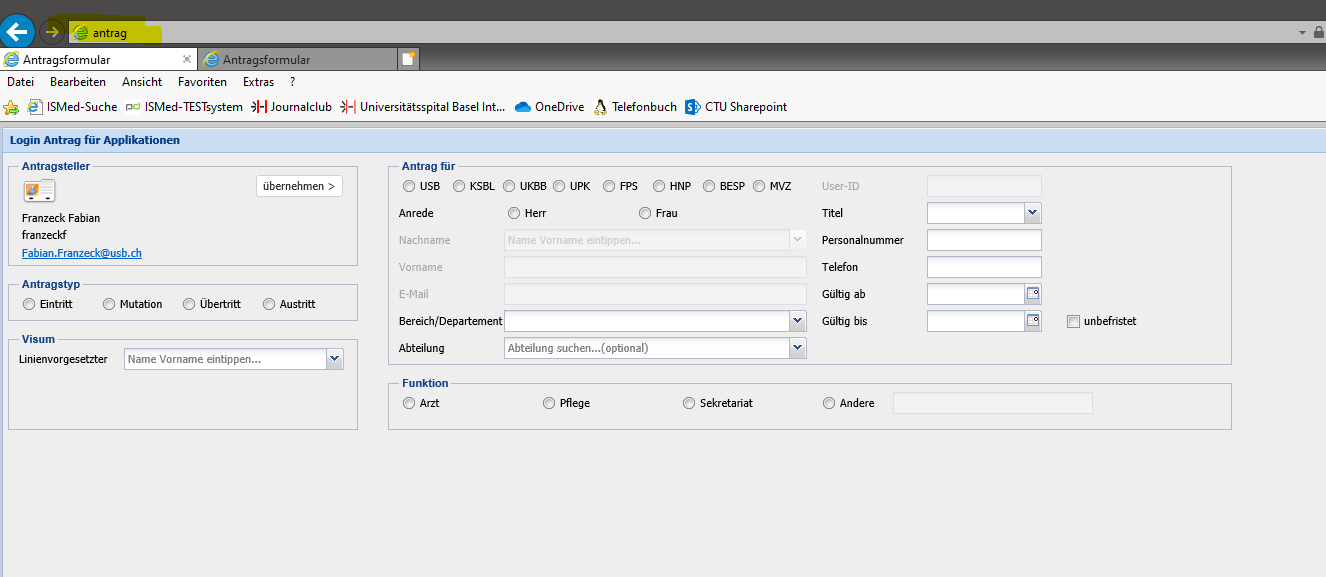 antrag
Antragsformular
Antragsformular
Datei Bearbeiten Ansicht Favoriten Extras ?
ISMed-Suche ISMed-TESTsystem Journalclub Universitätsspital Basel Int... OneDrive Telefonbuch CTU Sharepoint
Login Antrag für Applikationen
Antragsteller
übernehmen >
Franzeck Fabian
franzeckf
Fabian.Franzeck@usb.ch
Antragstyp
Eintritt Mutation Übertritt Austritt
Visum
Linienvorgesetzter Name Vorname eintippen...
Antrag für
USB KSBL UKBB UPK FPS HNP BESP MVZ User-ID
Anrede Herr Frau Titel
Nachname Name Vorname eintippen... Personalnummer
Vorname Telefon
E-Mail Gültig ab
Bereich/Departement Gültig bis unbefristet
Abteilung Abteilung suchen...(optional)
Funktion
Arzt Pflege Sekretariat Andere